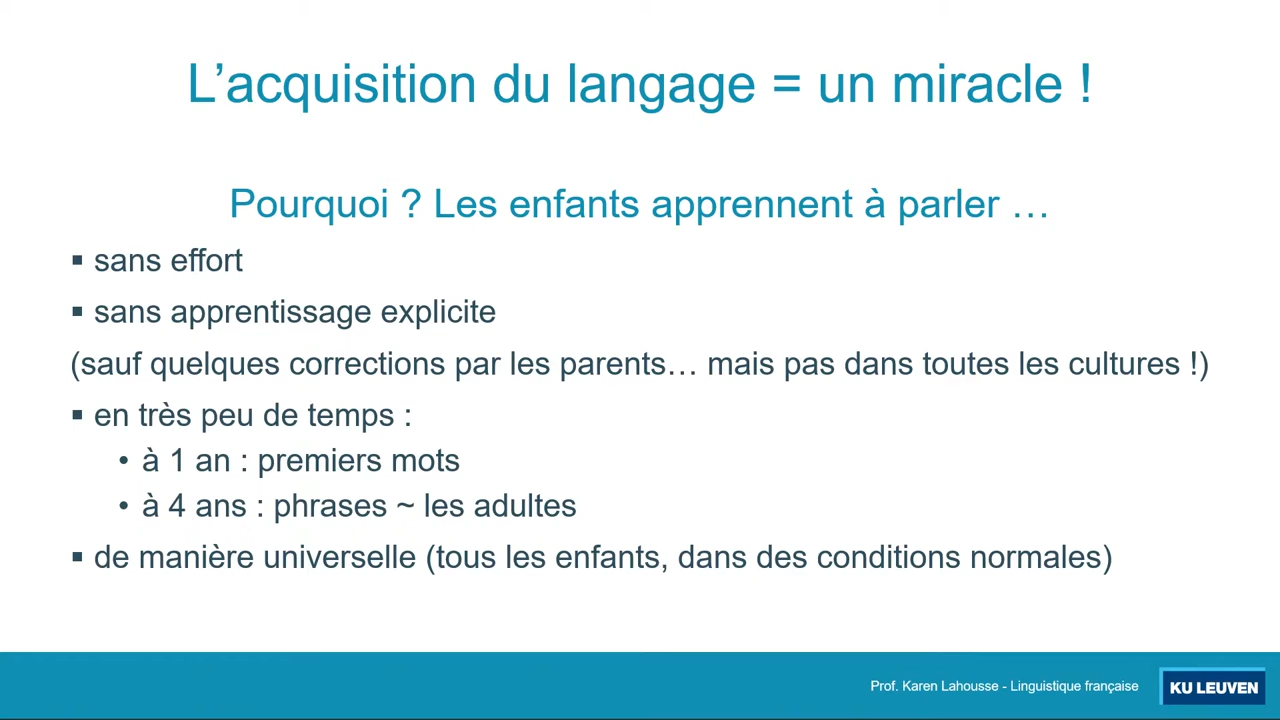 L’acquisition du langage = un miracle !
Pourquoi ? Les enfants apprennent à parler …
▪ sans effort
▪ sans apprentissage explicite
(sauf quelques corrections par les parents… mais pas dans toutes les cultures !)
▪ en très peu de temps :
• à 1 an : premiers mots
• à 4 ans : phrases ~ les adultes
▪ de manière universelle (tous les enfants, dans des conditions normales)
Prof. Karen Lahousse - Linguistique française
KU LEUVEN